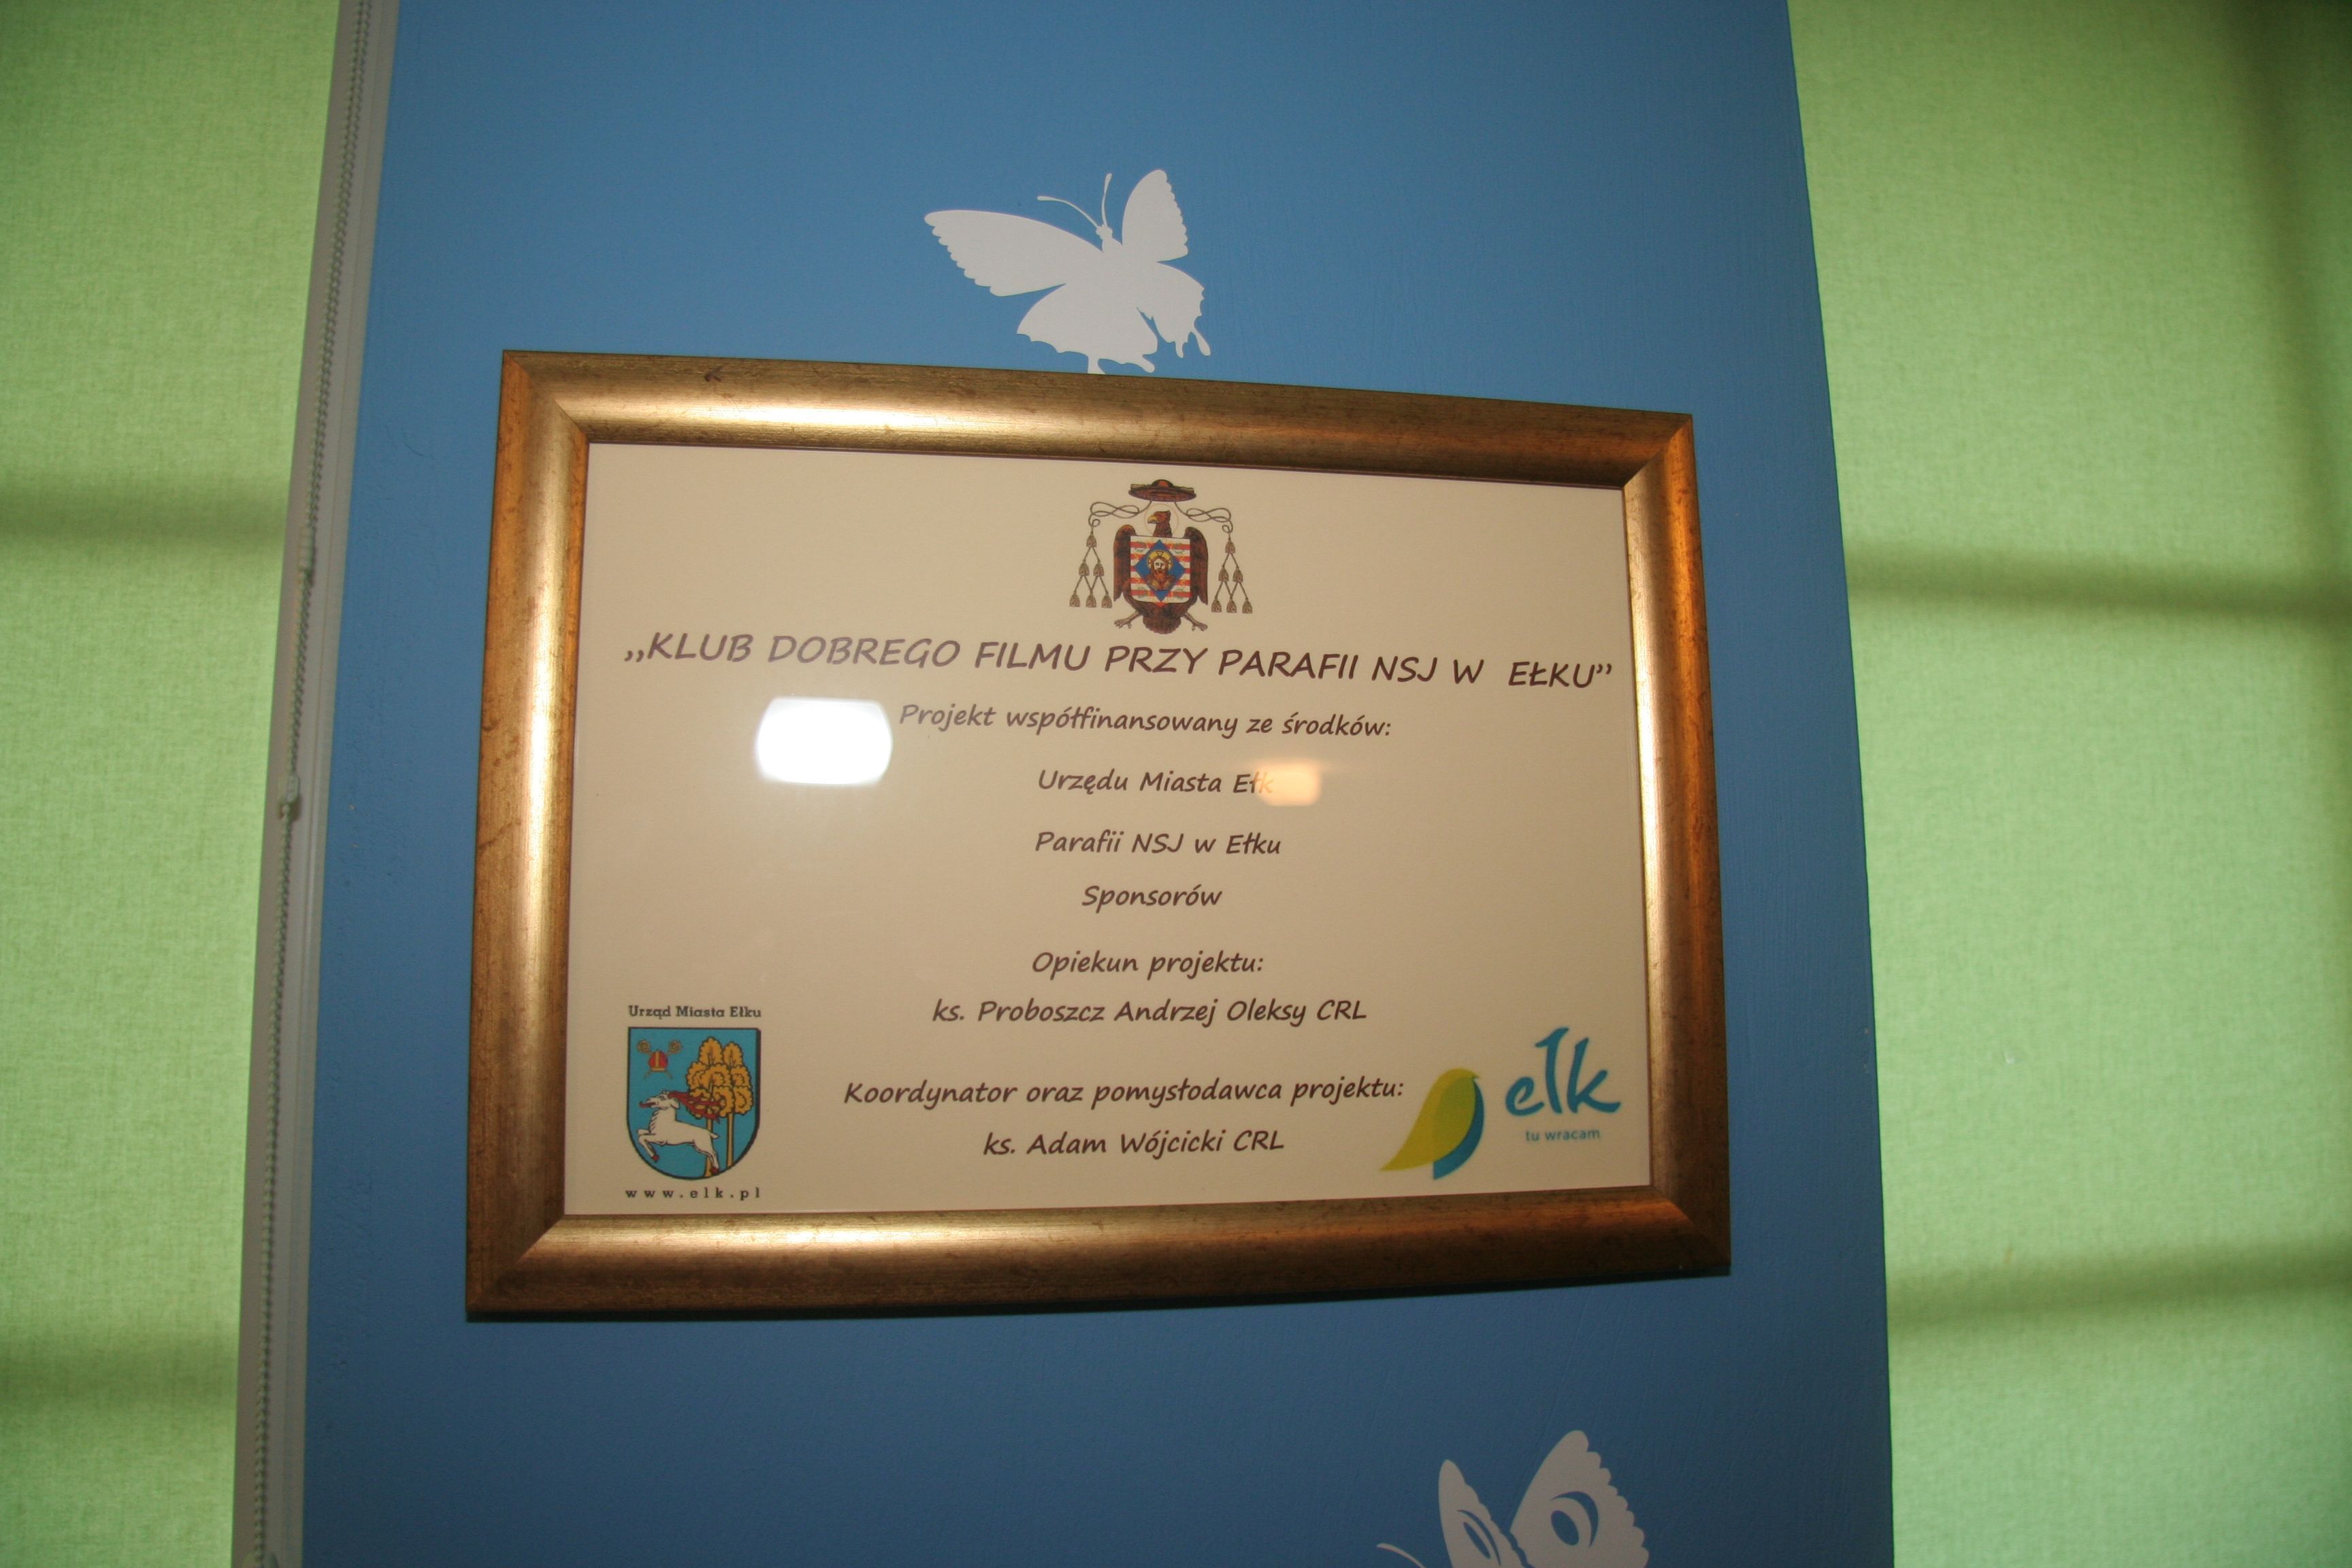 „KLUB DOBREGO FILMU PRZY PARAFII NSJ W EŁKU”
Projekt współfinansowany ze środków:
Urzędu Miasta Ełk
Parafii NSJ w Ełku
Sponsorów
Opiekun projektu:
ks. Proboszcz Andrzej Oleksy CRL
Koordynator oraz pomysłodawca projektu:
ks. Adam Wójcicki CRL
Urząd Miasta Ełku
www.elk.pl
ełk
tu wracam